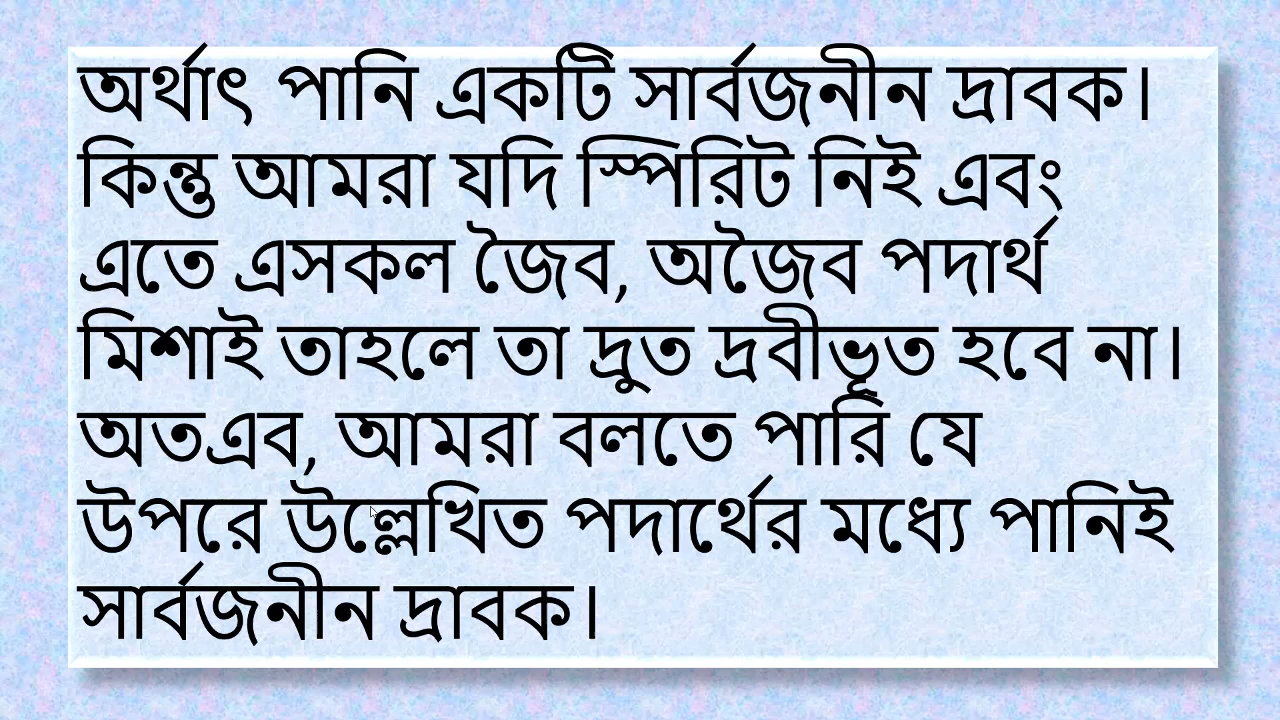 অর্থাৎ পানি একটি সার্বজনীন দ্রাবক।
কিন্তু আমরা যদি স্পিরিট নিই এবং
এতে এসকল জৈব, অজৈব পদার্থ
মিশাই তাহলে তা দ্রুত দ্রবীভূত হবে না।
অতএব, আমরা বলতে পারি যে
উপরে উল্লেখিত পদার্থের মধ্যে পানিই
সার্বজনীন দ্রাবক।